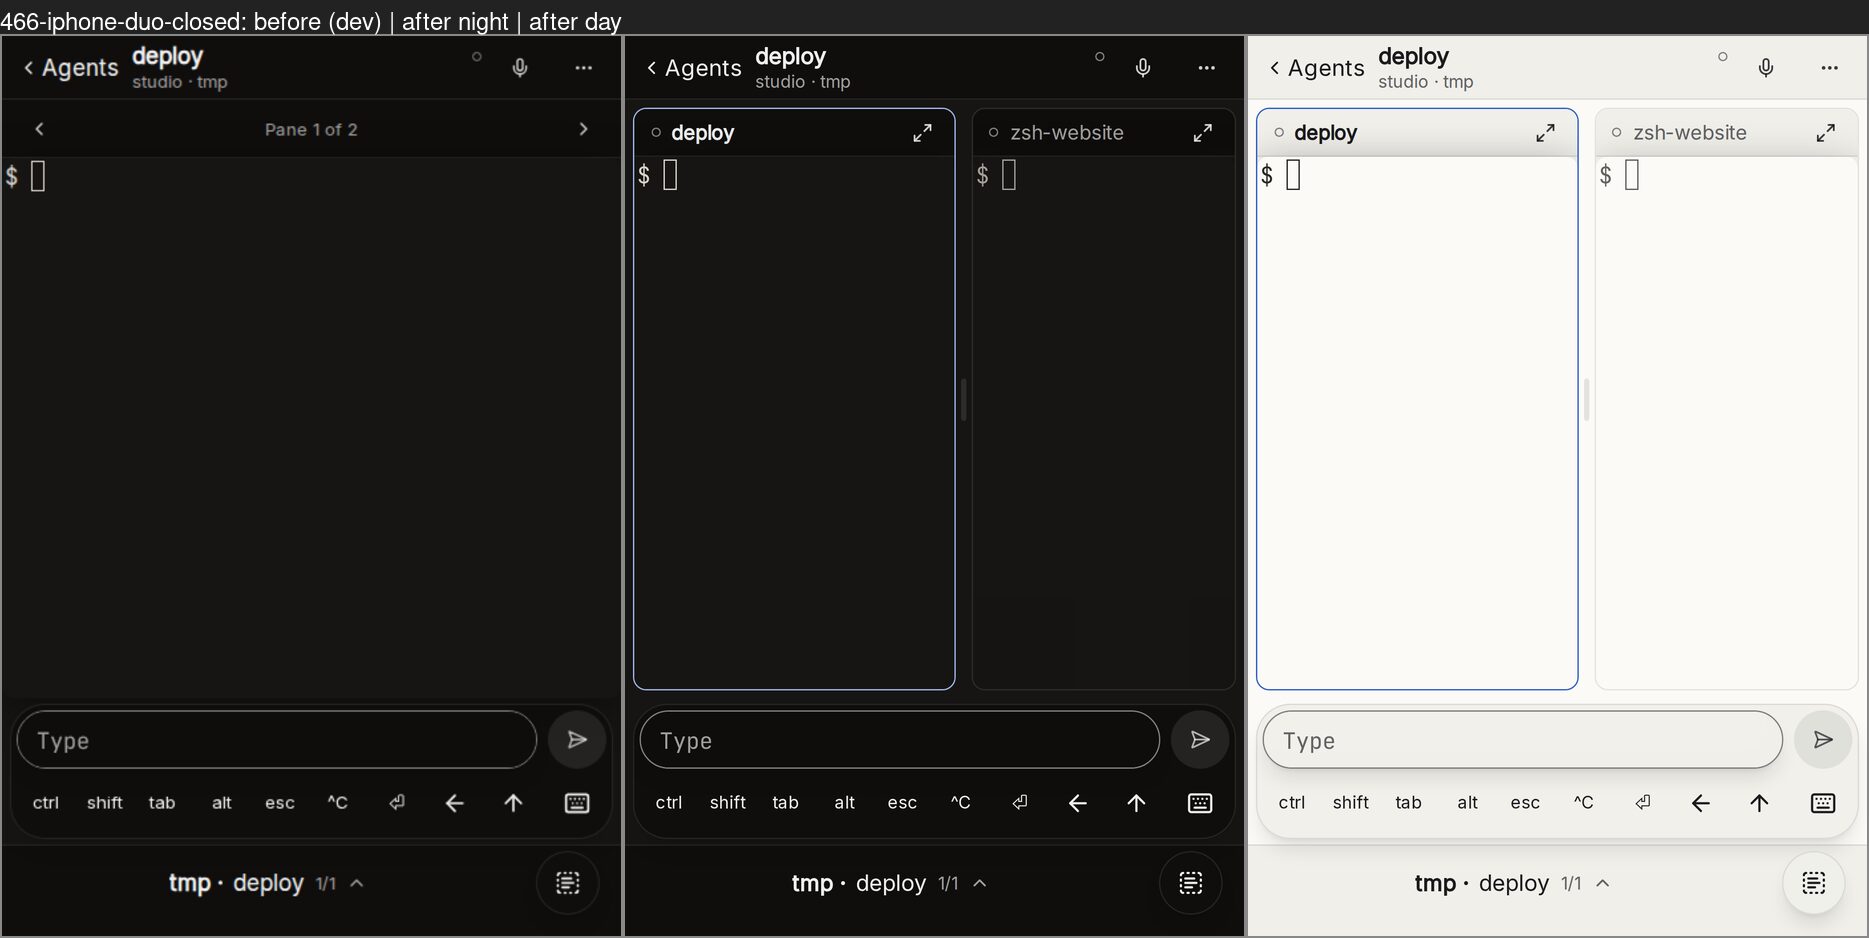 466-iphone-duo-closed: before (dev) | after night | after day
Agents
deploy
studio · tmp
Pane 1 of 2
$
Type
ctrl shift tab alt esc ^C
tmp · deploy 1/1
Agents
deploy
studio · tmp
deploy
zsh-website
$
$
Type
ctrl shift tab alt esc ^C
tmp · deploy 1/1
Agents
deploy
studio · tmp
deploy
zsh-website
$
$
Type
ctrl shift tab alt esc ^C
tmp · deploy 1/1